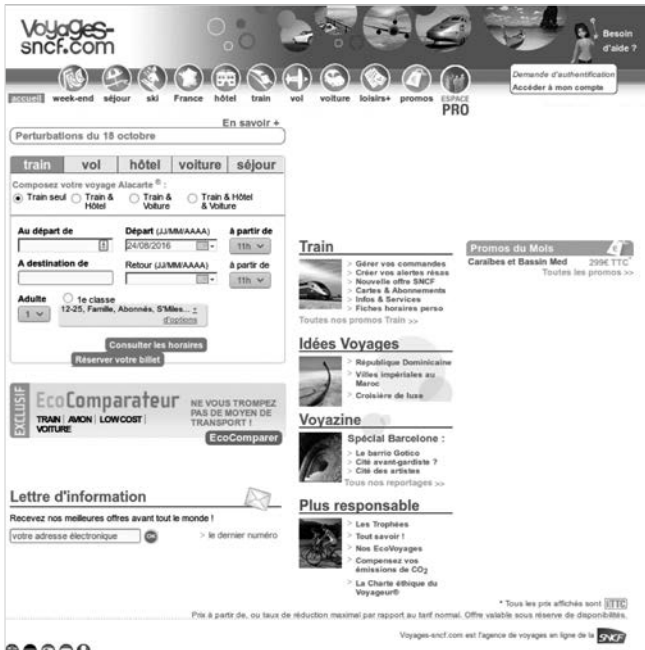 Voyages-
sncf.com
Besoin
d'aide ?
Demande d'authentification
Accéder à mon compte
accueil week-end séjour ski France hôtel train vol voiture loisirs+ promos ESPACE
PRO
En savoir +
Perturbations du 18 octobre
train vol hôtel voiture séjour
Composez votre voyage Alacarte ® :
Train seul Train & Hôtel Train & Voiture Train & Hôtel & Voiture
Au départ de Départ (JJ/MM/AAAA) à partir de
24/08/2016 11h
A destination de Retour (JJ/MM/AAAA) à partir de
11h
Adulte 1e classe
1 12-25, Famille, Abonnés, S'Miles... +
d'options
Consulter les horaires
Réserver votre billet
EXCLUSIF
EcoComparateur
TRAIN | AVION | LOW COST |
VOITURE
NE VOUS TROMPEZ
PAS DE MOYEN DE
TRANSPORT !
EcoComparer
Lettre d'information
Recevez nos meilleures offres avant tout le monde !
votre adresse électronique OK > le dernier numéro
Train
> Gérer vos commandes
> Créer vos alertes résas
> Nouvelle offre SNCF
> Cartes & Abonnements
> Infos & Services
> Fiches horaires perso
Toutes nos promos Train >>
Idées Voyages
> République Dominicaine
> Villes impériales au
Maroc
> Croisière de luxe
Voyazine
Spécial Barcelone :
> Le barrio Gotico
> Cité avant-gardiste ?
> Cité des artistes
Tous nos reportages >>
Plus responsable
> Les Trophées
> Tout savoir !
> Nos EcoVoyages
> Compensez vos
émissions de CO2
> La Charte éthique du
Voyageur®
Promos du Mois
Caraïbes et Bassin Med 299€ TTC*
Toutes les promos >>
* Tous les prix affichés sont TTC
Prix à partir de, ou taux de réduction maximal par rapport au tarif normal. Offre valable sous réserve de disponibilités.
Voyages-sncf.com est l'agence de voyages en ligne de la SNCF